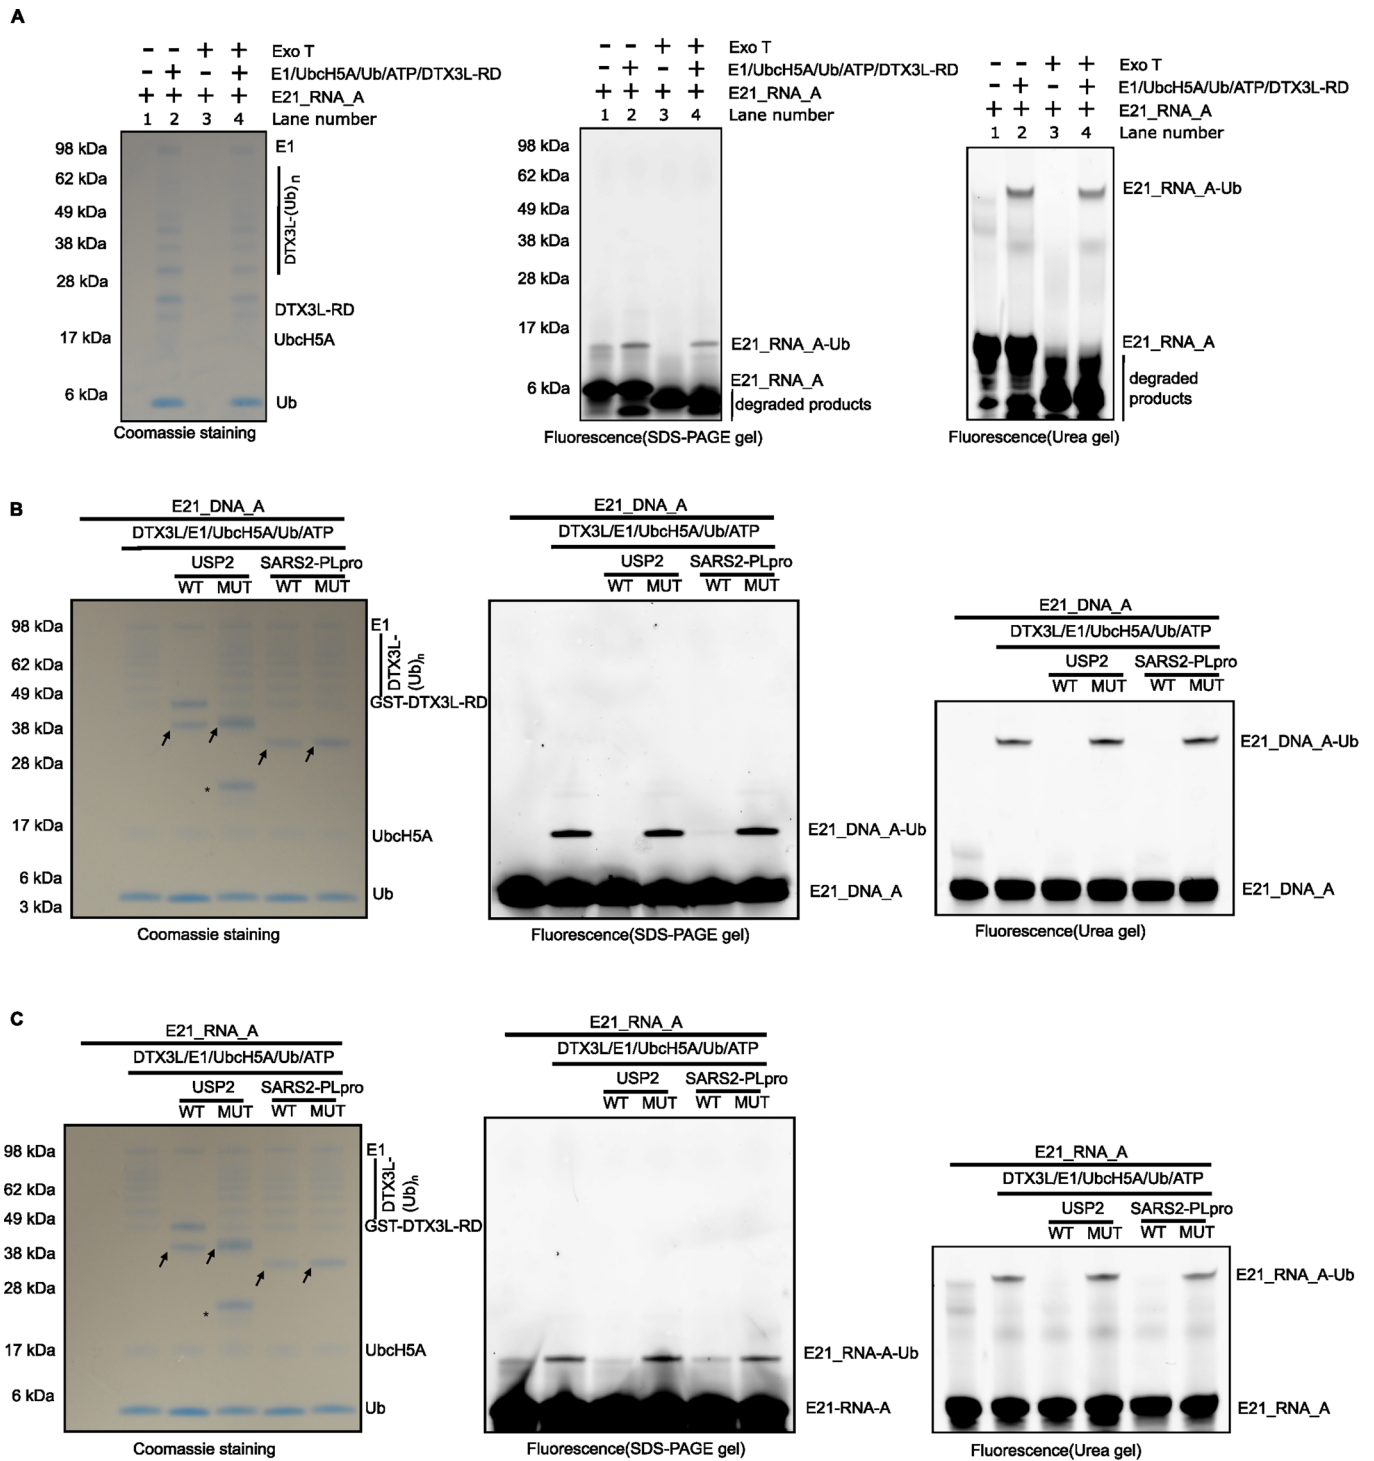 A
- - + + Exo T
- + - + E1/UbcH5A/Ub/ATP/DTX3L-RD
+ + + + E21_RNA_A
1 2 3 4 Lane number
98 kDa
62 kDa
49 kDa
38 kDa
28 kDa
17 kDa
6 kDa
E1
DTX3L-(Ub)n
DTX3L-RD
UbcH5A
Ub
Coomassie staining
- - + + Exo T
- + - + E1/UbcH5A/Ub/ATP/DTX3L-RD
+ + + + E21_RNA_A
1 2 3 4 Lane number
98 kDa
62 kDa
49 kDa
38 kDa
28 kDa
17 kDa
6 kDa
E21_RNA_A-Ub
E21_RNA_A
degraded products
Fluorescence(SDS-PAGE gel)
- - + + Exo T
- + - + E1/UbcH5A/Ub/ATP/DTX3L-RD
+ + + + E21_RNA_A
1 2 3 4 Lane number
E21_RNA_A-Ub
E21_RNA_A
degraded
products
Fluorescence(Urea gel)
B
E21_DNA_A
DTX3L/E1/UbcH5A/Ub/ATP
USP2 SARS2-PLpro
WT MUT WT MUT
98 kDa
62 kDa
49 kDa
38 kDa
28 kDa
17 kDa
6 kDa
3 kDa
E1
DTX3L-
(Ub)n
GST-DTX3L-RD
*
UbcH5A
Ub
Coomassie staining
E21_DNA_A
DTX3L/E1/UbcH5A/Ub/ATP
USP2 SARS2-PLpro
WT MUT WT MUT
E21_DNA_A-Ub
E21_DNA_A
Fluorescence(SDS-PAGE gel)
E21_DNA_A
DTX3L/E1/UbcH5A/Ub/ATP
USP2 SARS2-PLpro
WT MUT WT MUT
E21_DNA_A-Ub
E21_DNA_A
Fluorescence(Urea gel)
C
E21_RNA_A
DTX3L/E1/UbcH5A/Ub/ATP
USP2 SARS2-PLpro
WT MUT WT MUT
98 kDa
62 kDa
49 kDa
38 kDa
28 kDa
17 kDa
6 kDa
E1
DTX3L-
(Ub)n
GST-DTX3L-RD
*
UbcH5A
Ub
Coomassie staining
E21_RNA_A
DTX3L/E1/UbcH5A/Ub/ATP
USP2 SARS2-PLpro
WT MUT WT MUT
E21_RNA-A-Ub
E21-RNA-A
Fluorescence(SDS-PAGE gel)
E21_RNA_A
DTX3L/E1/UbcH5A/Ub/ATP
USP2 SARS2-PLpro
WT MUT WT MUT
E21_RNA_A-Ub
E21_RNA_A
Fluorescence(Urea gel)